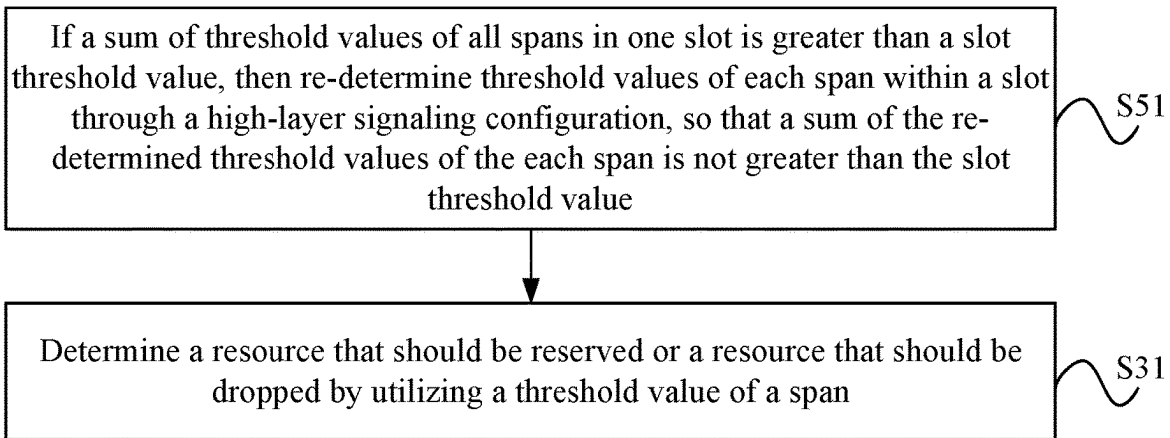 If a sum of threshold values of all spans in one slot is greater than a slot
threshold value, then re-determine threshold values of each span within a slot
through a high-layer signaling configuration, so that a sum of the re-
determined threshold values of the each span is not greater than the slot
threshold value
S51
Determine a resource that should be reserved or a resource that should be
dropped by utilizing a threshold value of a span
S31